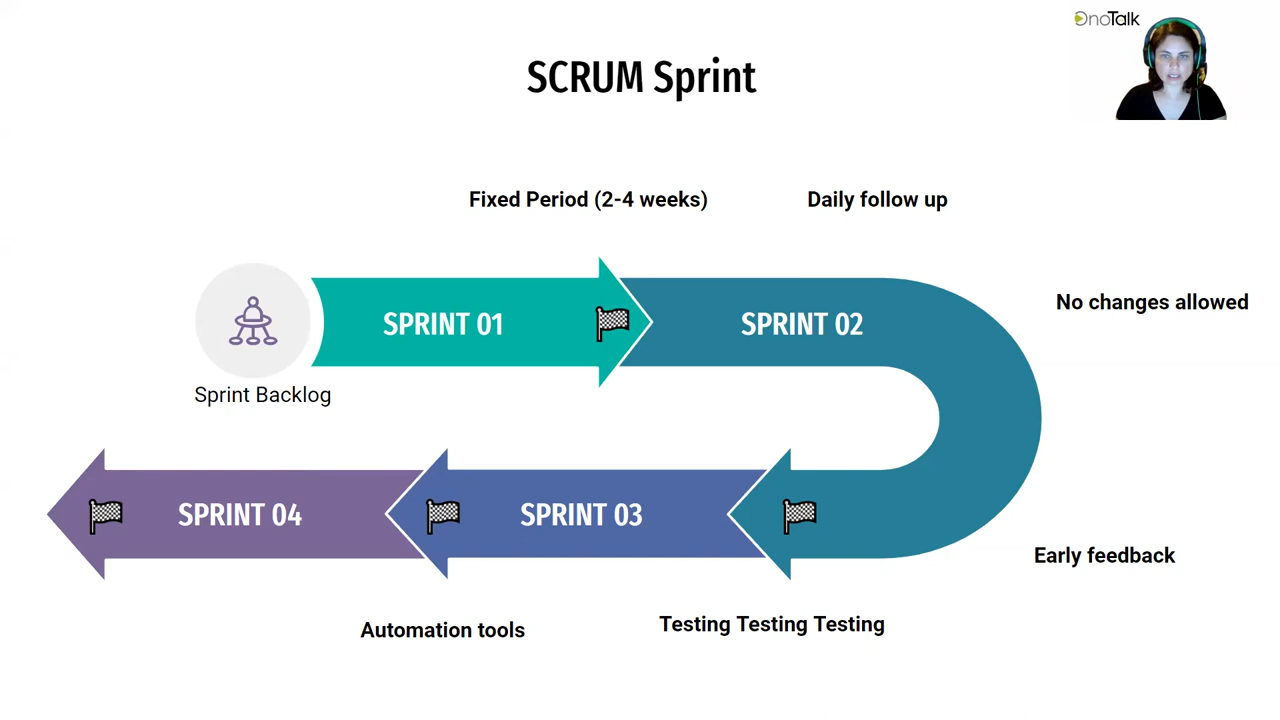 OnoTalk
SCRUM Sprint
Fixed Period (2-4 weeks)
Daily follow up
SPRINT 01
SPRINT 02
No changes allowed
Sprint Backlog
SPRINT 04
SPRINT 03
Early feedback
Automation tools
Testing Testing Testing